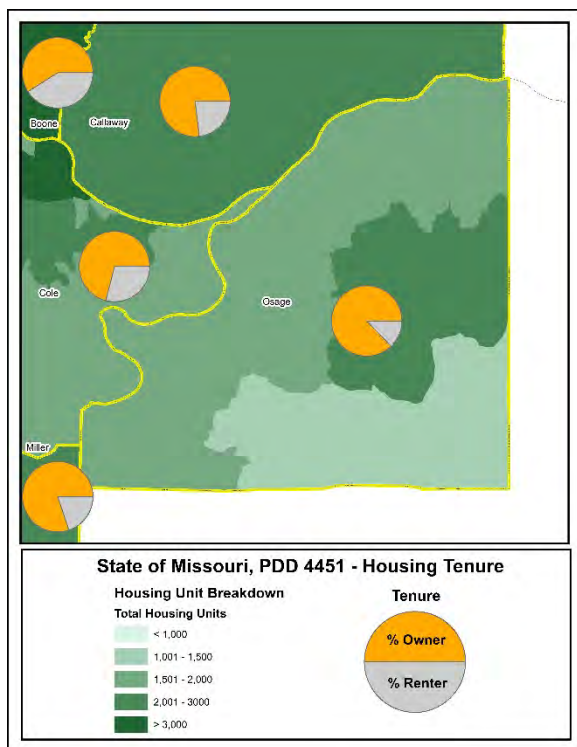 Boone
Callaway
Cole
Osage
Miller
State of Missouri, PDD 4451 - Housing Tenure
Housing Unit Breakdown
Total Housing Units
< 1,000
1,001 - 1,500
1,501 - 2,000
2,001 - 3000
> 3,000
Tenure
% Owner
% Renter